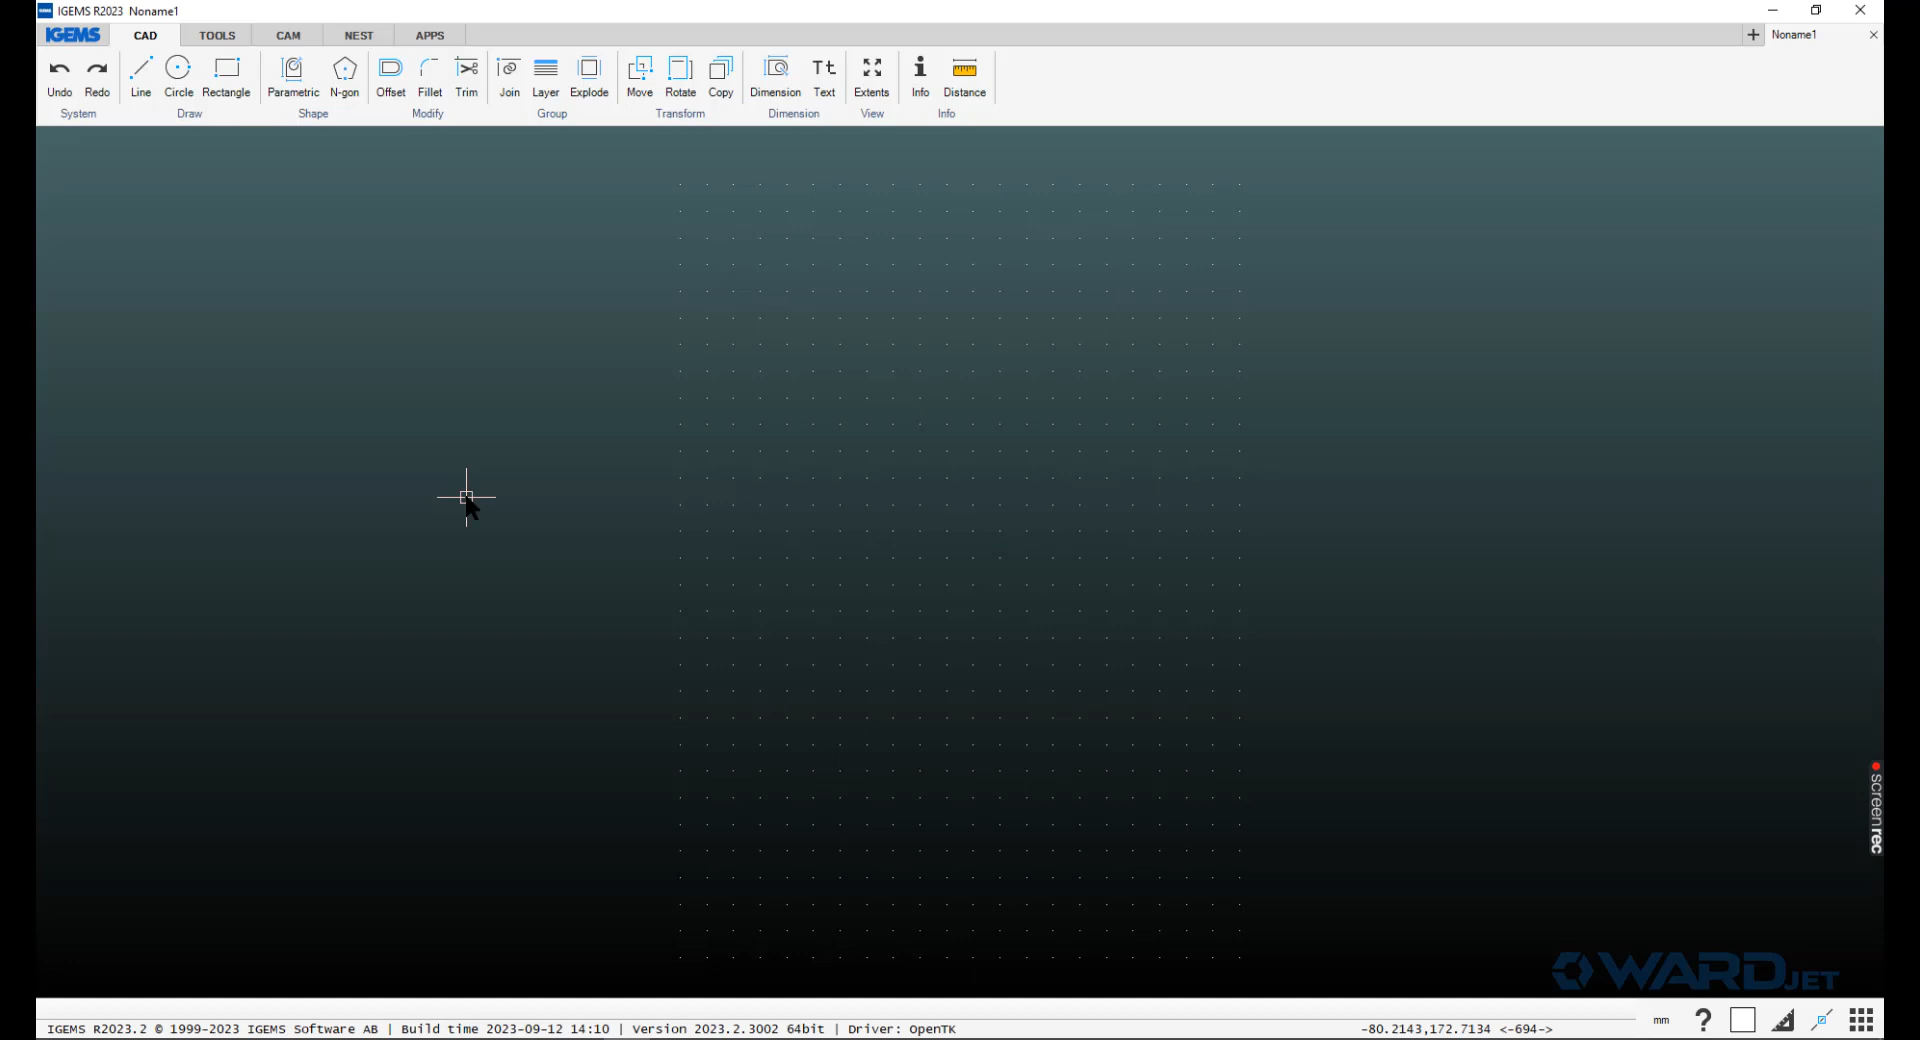 IGEMS R2023 Noname1
IGEMS CAD TOOLS CAM NEST APPS
Noname1
Undo Redo Line Circle Rectangle Parametric N-gon Offset Fillet Trim Join Layer Explode Move Rotate Copy Dimension Tt Text Extents Info Distance
System Draw Shape Modify Group Transform Dimension View Info
screenrec
WARDJET
IGEMS R2023.2 © 1999-2023 IGEMS Software AB | Build time 2023-09-12 14:10 | Version 2023.2.3002 64bit | Driver: OpenTK
-80.2143,172.7134 <-694->
mm ?